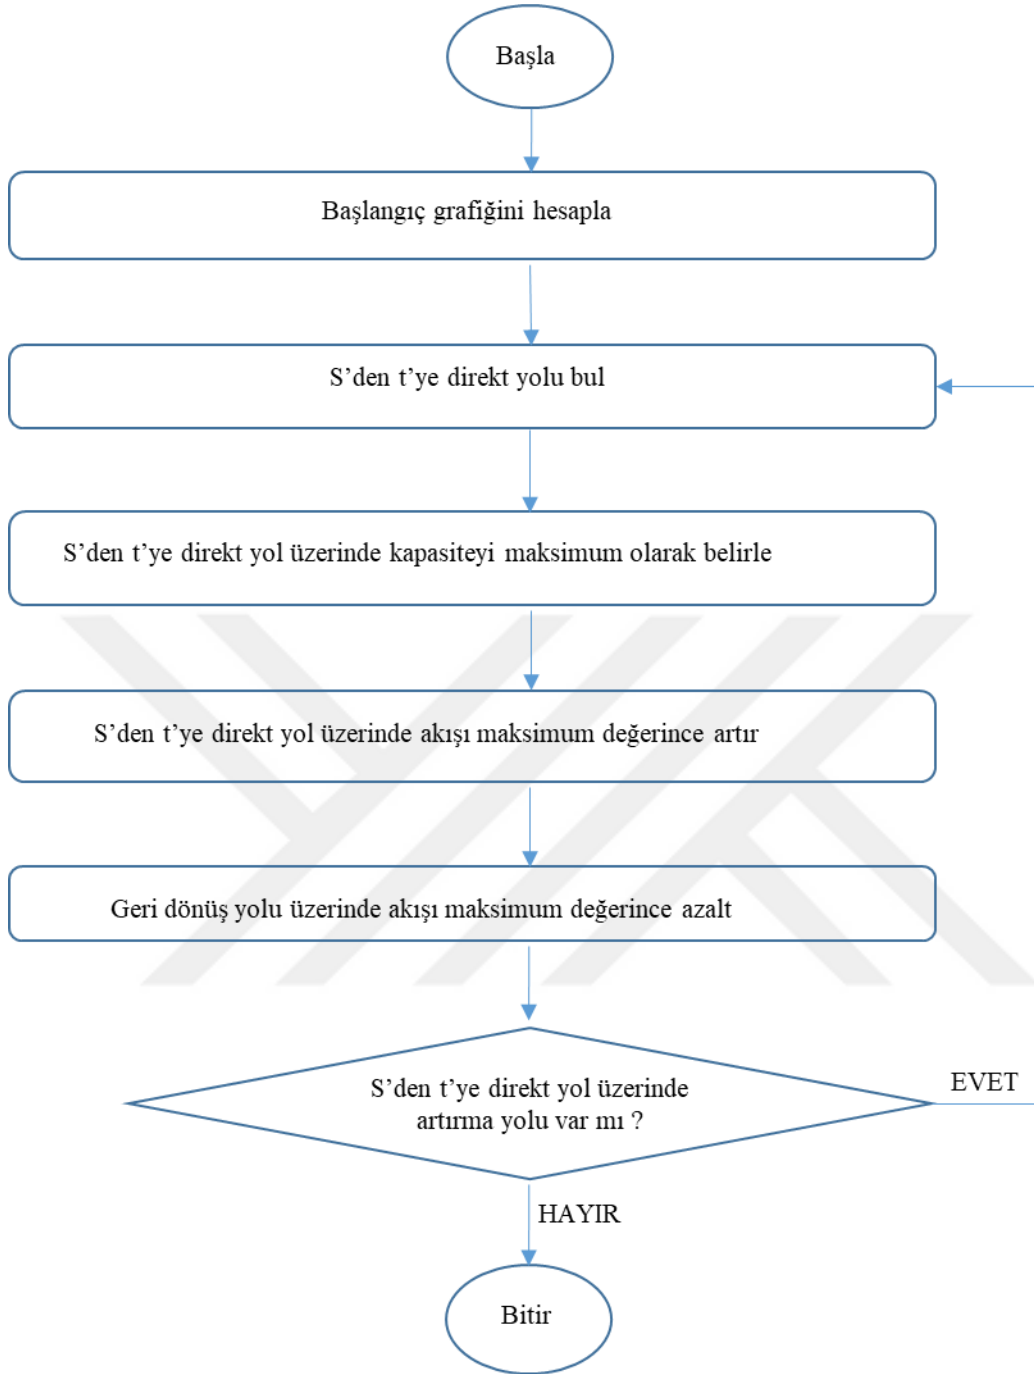 Başla
Başlangıç grafiğini hesapla
S’den t’ye direkt yolu bul
S’den t’ye direkt yol üzerinde kapasiteyi maksimum olarak belirle
S’den t’ye direkt yol üzerinde akışı maksimum değerince artır
Geri dönüş yolu üzerinde akışı maksimum değerince azalt
S’den t’ye direkt yol üzerinde
artırma yolu var mı ?
EVET
HAYIR
Bitir